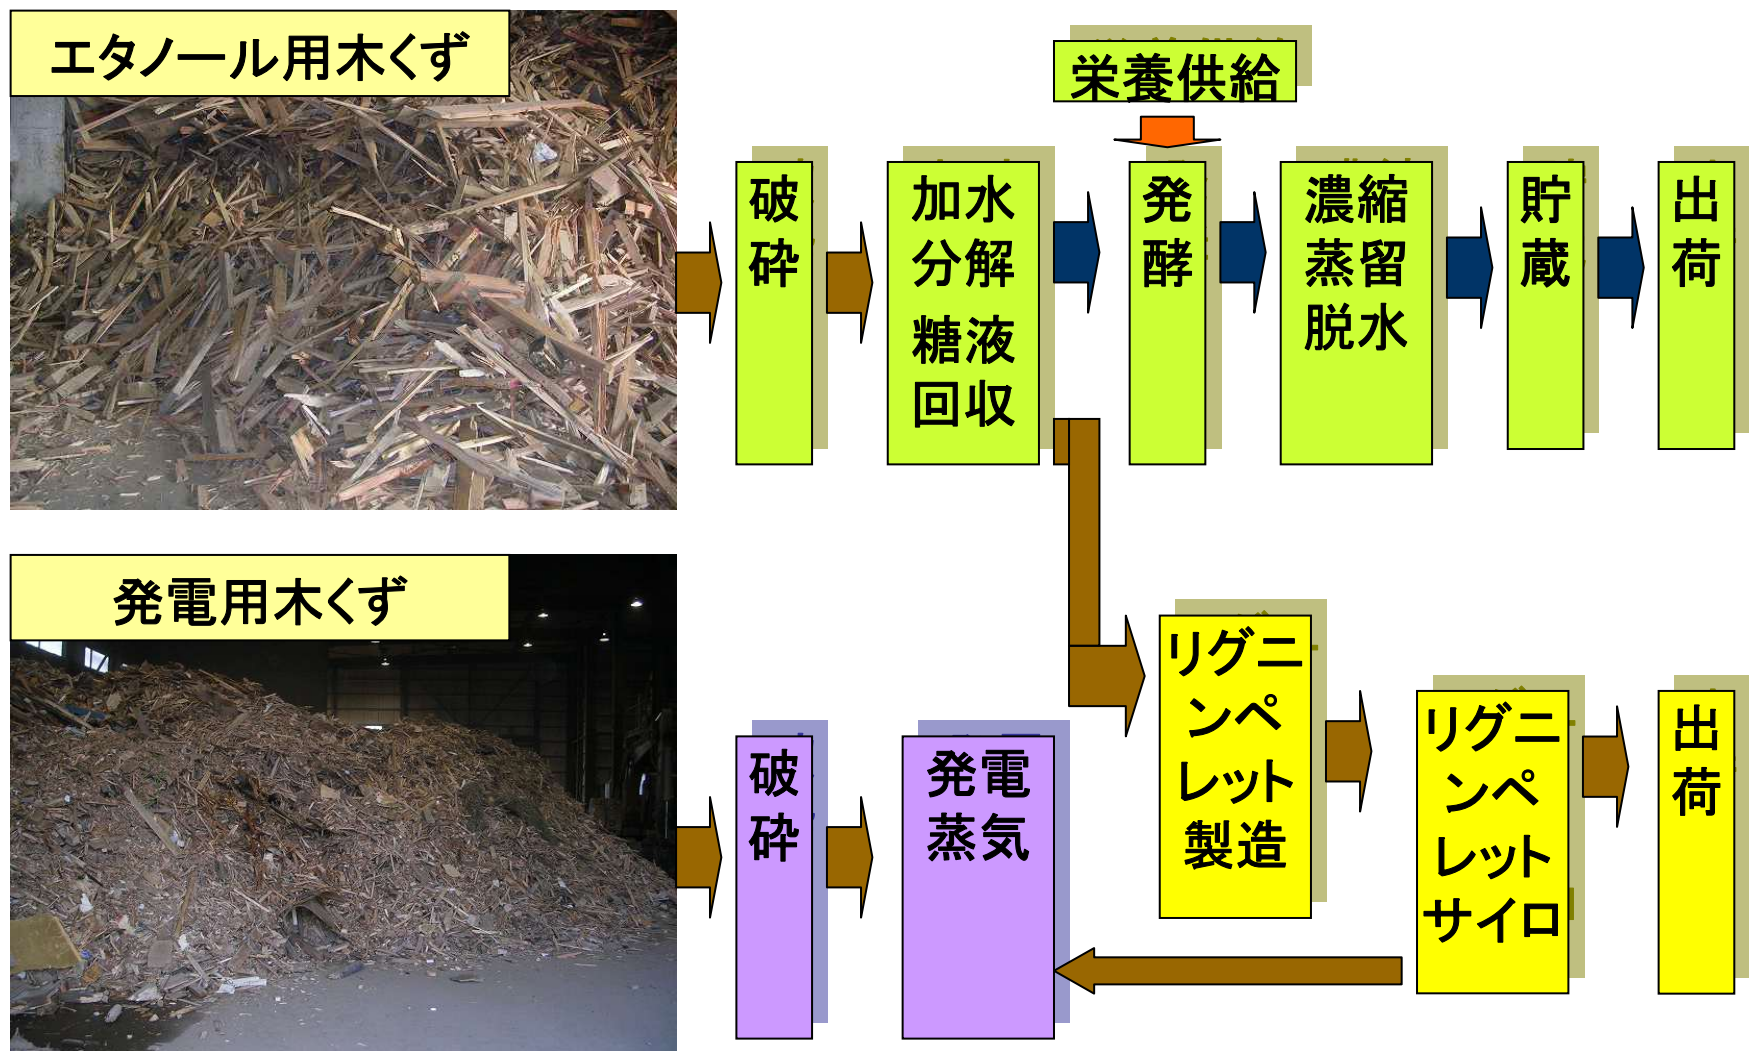 エタノール用木くず
栄養供給
破
砕
加水
分解
糖液
回収
発
酵
濃縮
蒸留
脱水
貯
蔵
出
荷
発電用木くず
破
砕
発電
蒸気
リグニ
ンペ
レット
製造
リグニ
ンペ
レット
サイロ
出
荷